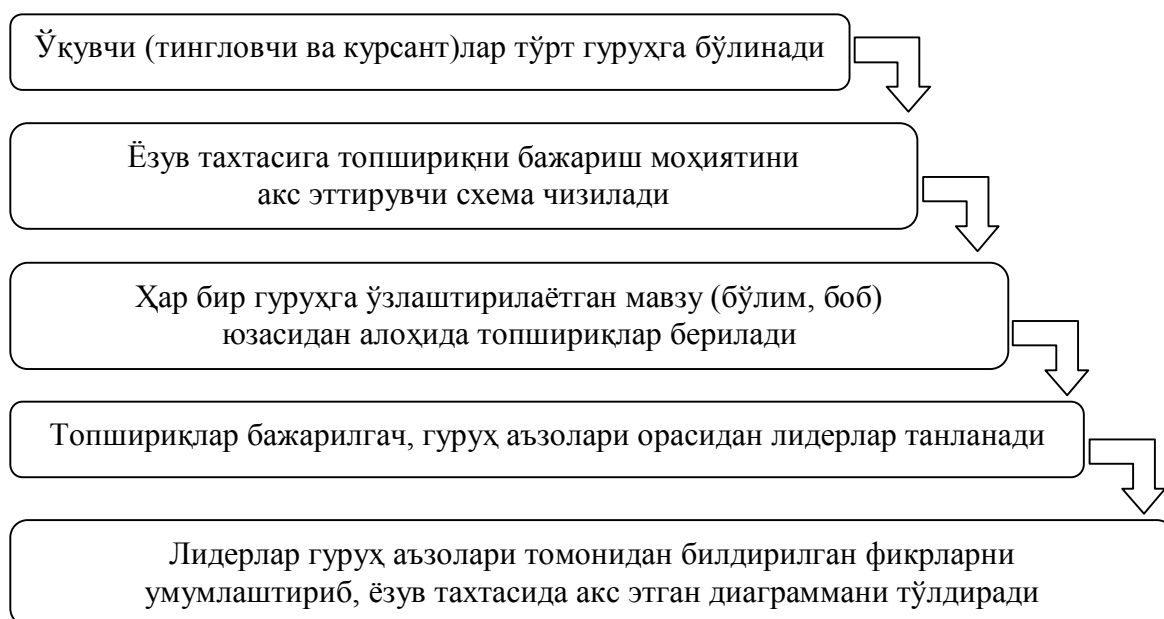 Ўқувчи (тингловчи ва курсант)лар тўрт гуруҳга бўлинади
Ёзув тахтасига топшириқни бажариш моҳиятини
акс эттирувчи схема чизилади
Ҳар бир гуруҳга ўзлаштирилаётган мавзу (бўлим, боб)
юзасидан алоҳида топшириқлар берилади
Топшириқлар бажарилгач, гуруҳ аъзолари орасидан лидерлар танланади
Лидерлар гуруҳ аъзолари томонидан билдирилган фикрларни
умумлаштириб, ёзув тахтасида акс этган диаграммани тўлдиради